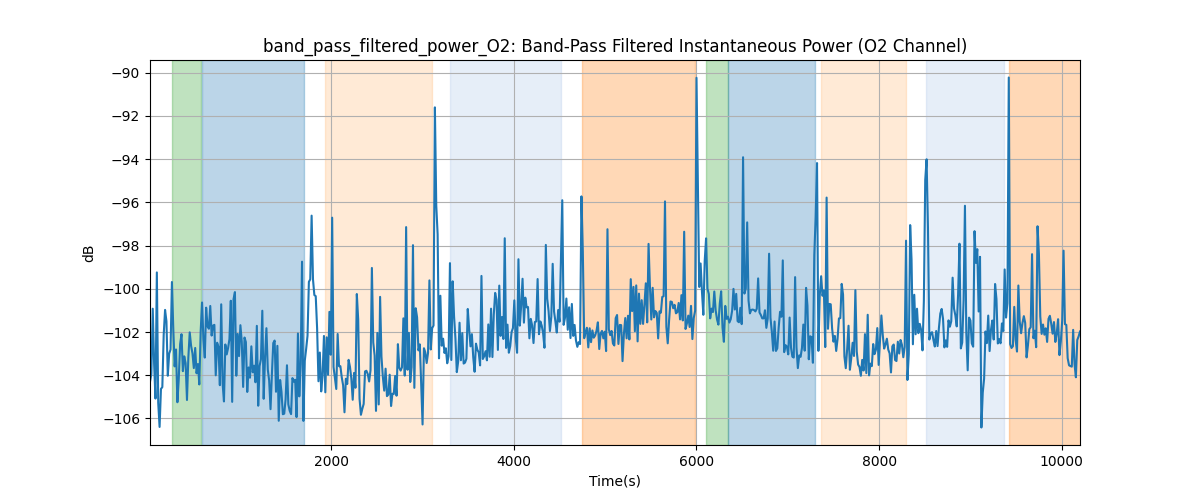 band_pass_filtered_power_O2: Band-Pass Filtered Instantaneous Power (O2 Channel)
−90
−92
−94
−96
−98
−100
−102
−104
−106
dB
2000 4000 6000 8000 10000
Time(s)